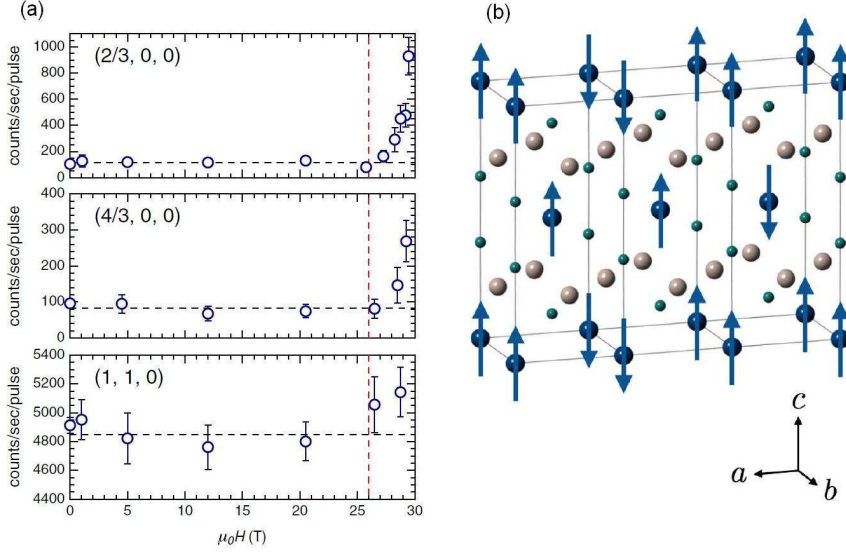 (a)
(2/3, 0, 0)
counts/sec/pulse
1000
800
600
400
200
0
(4/3, 0, 0)
counts/sec/pulse
400
300
200
100
0
(1, 1, 0)
counts/sec/pulse
5400
5200
5000
4800
4600
4400
0 5 10 15 20 25 30
μ₀H (T)
(b)
c
a
b